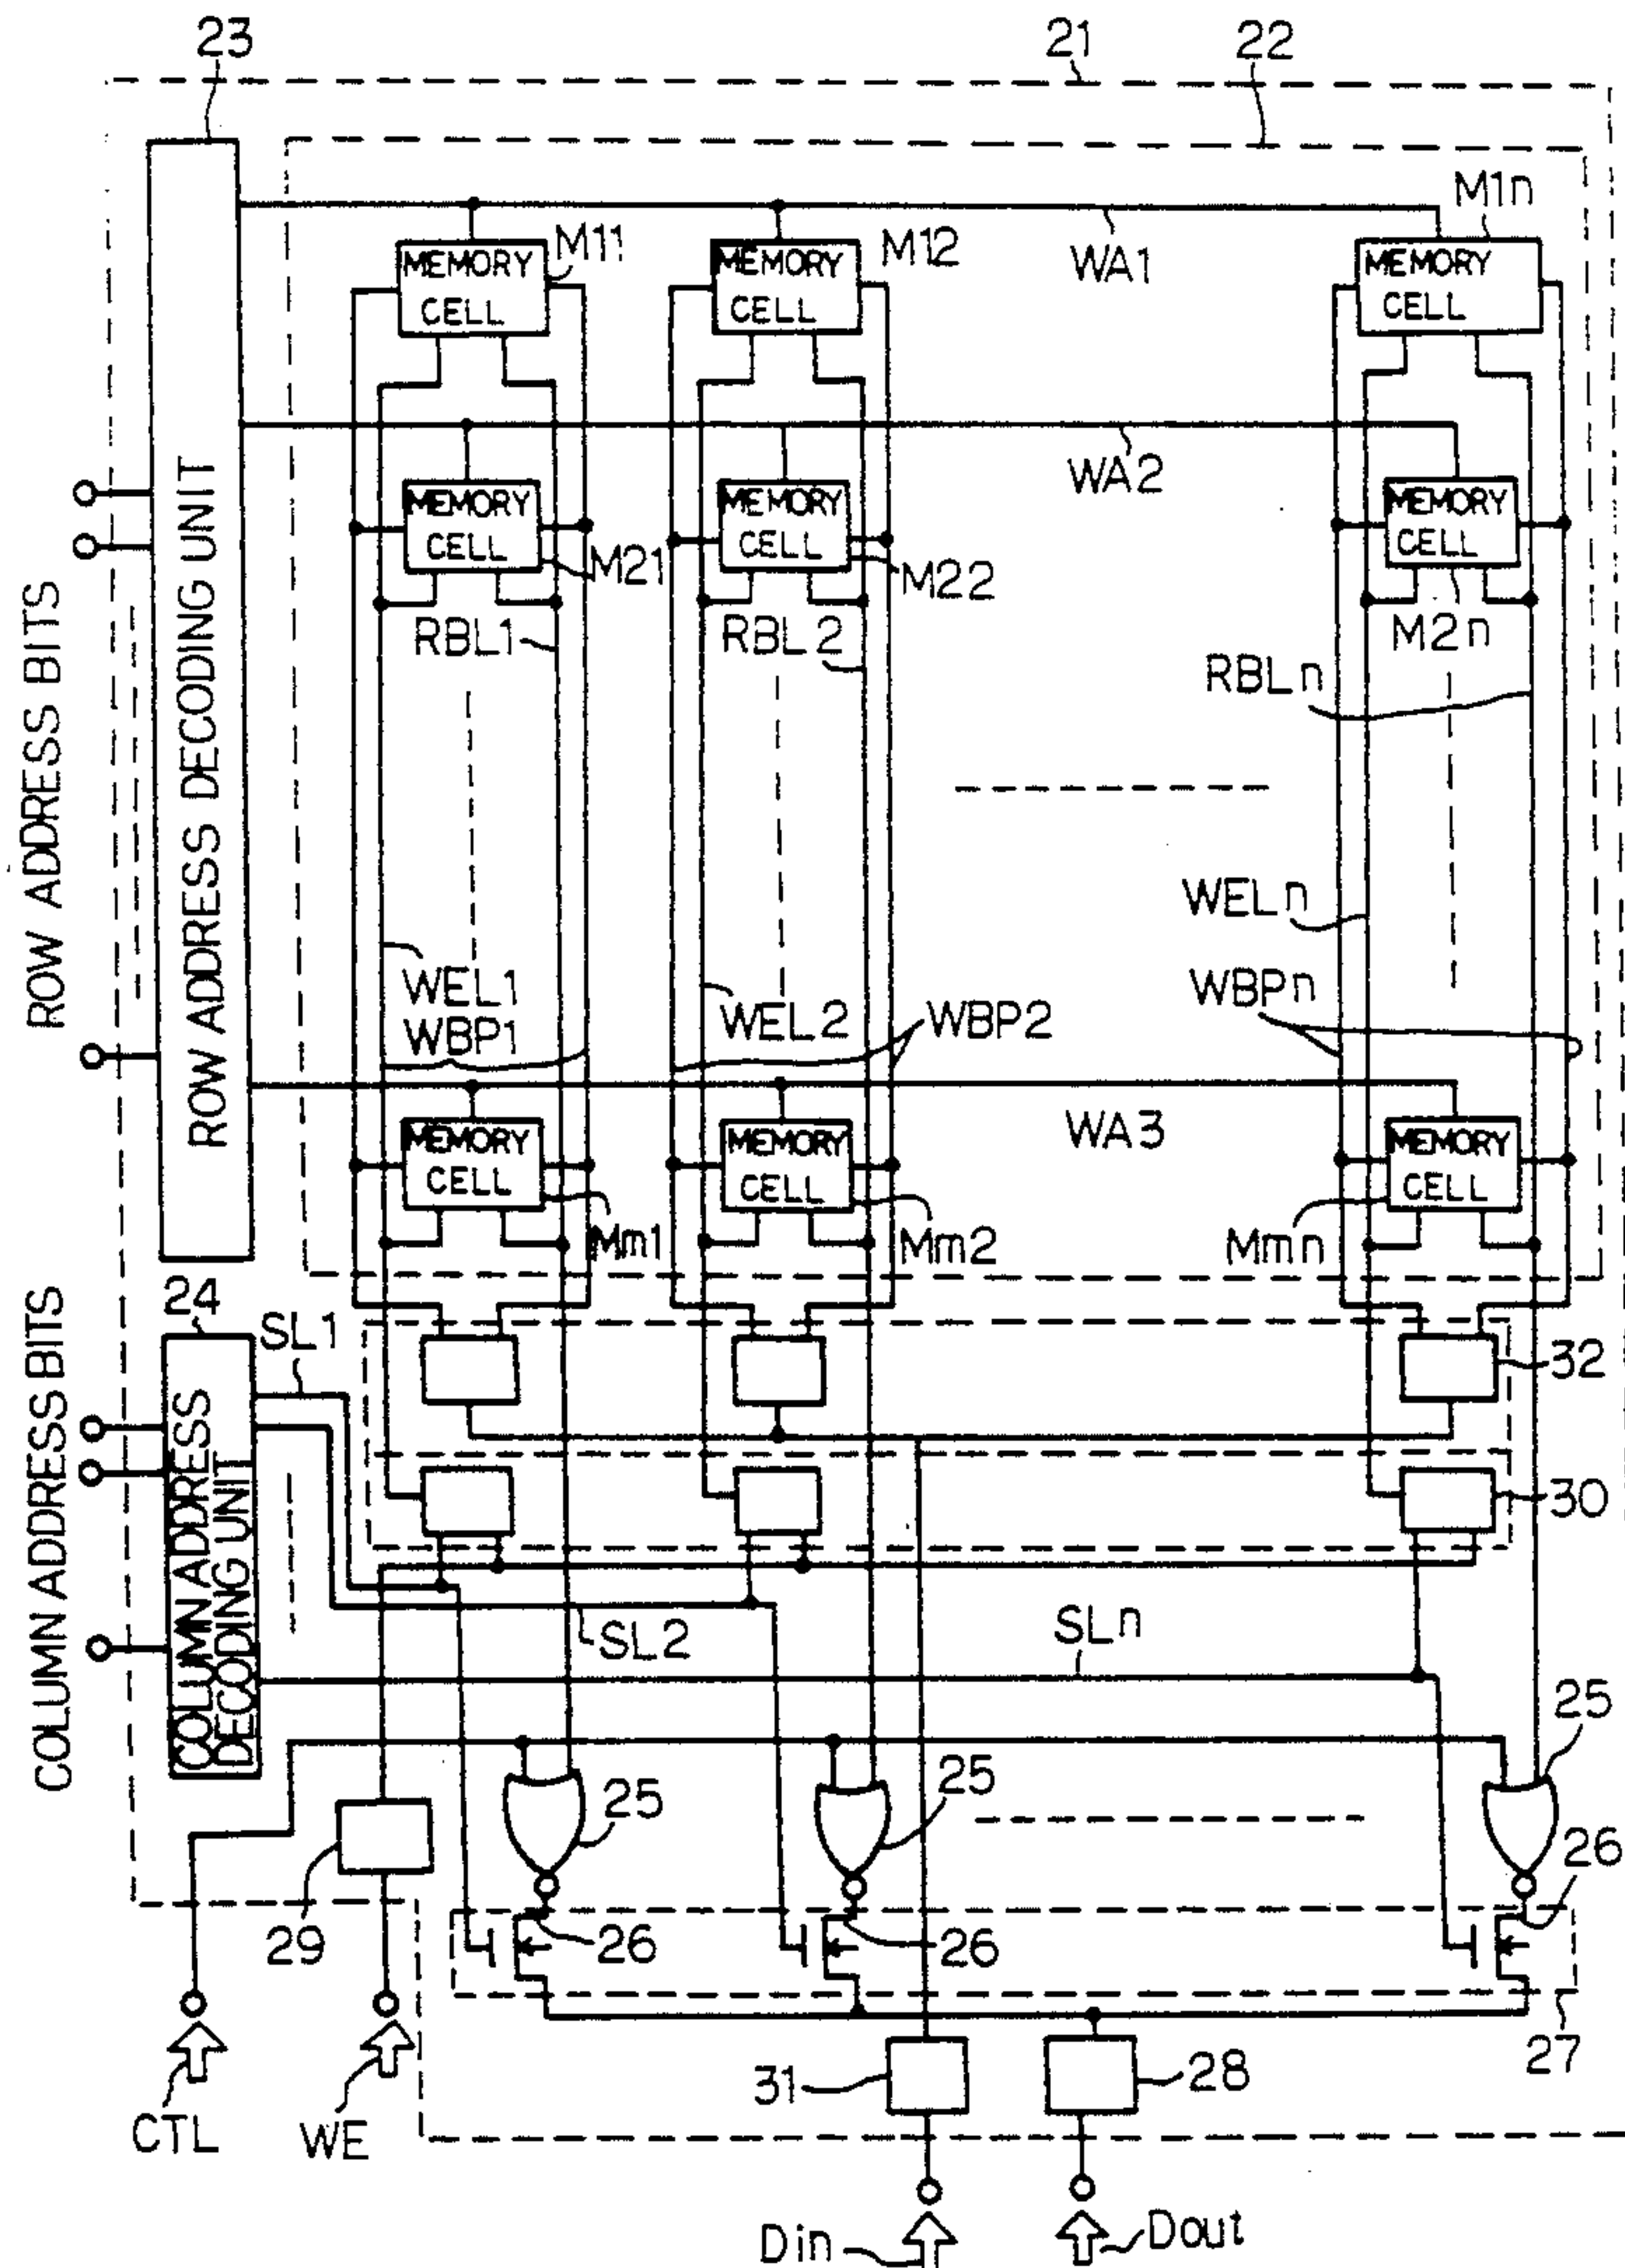 23
21
22
M11
M12
M1n
MEMORY CELL
MEMORY CELL
MEMORY CELL
WA1
WA2
MEMORY CELL
MEMORY CELL
MEMORY CELL
M21
M22
M2n
RBL1
RBL2
RBLn
ROW ADDRESS BITS
ROW ADDRESS DECODING UNIT
WELn
WEL1
WBP1
WEL2
WBP2
WBPn
WA3
MEMORY CELL
MEMORY CELL
MEMORY CELL
Mm1
Mm2
Mmn
24
SL1
32
COLUMN ADDRESS BITS
COLUMN ADDRESS DECODING UNIT
30
SL2
SLn
25
25
25
29
26
26
26
27
31
28
CTL
WE
Din
Dout